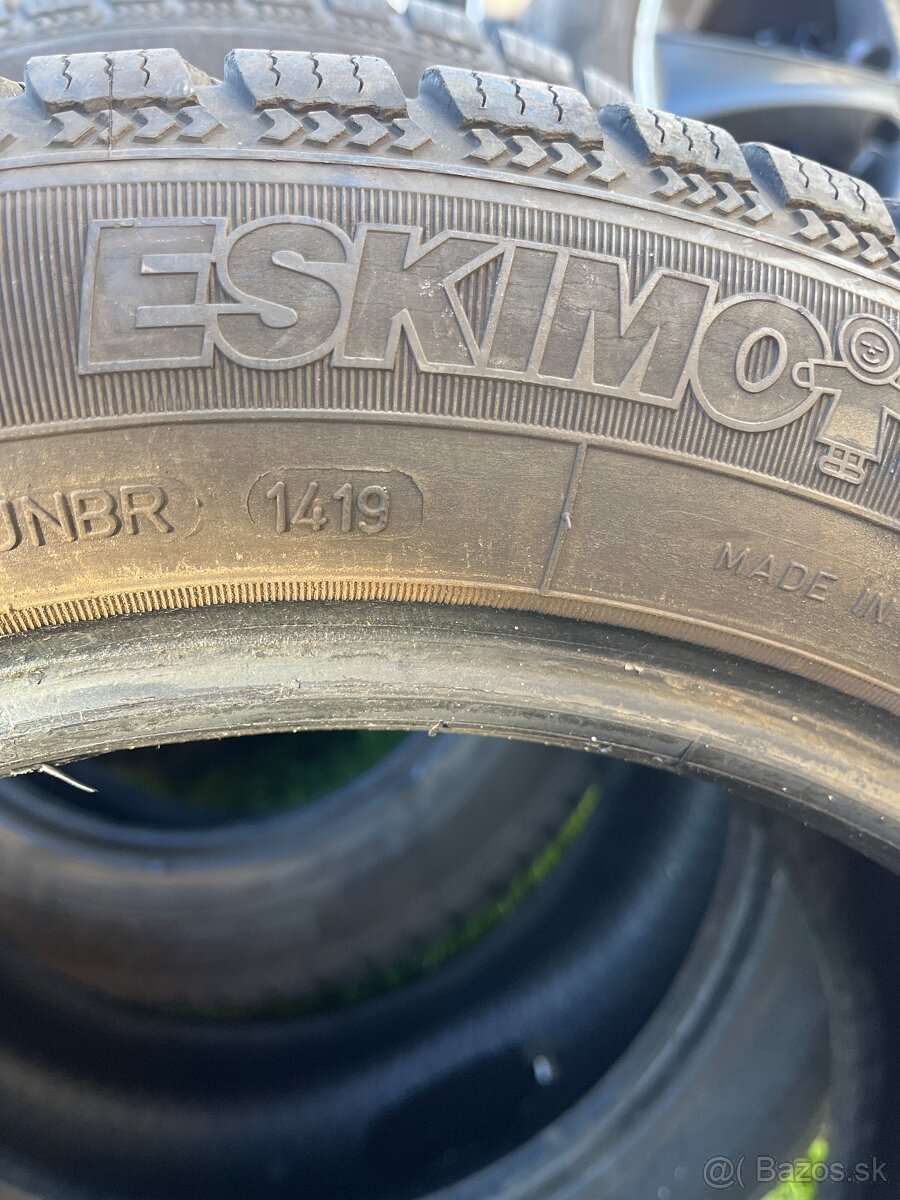 ESKIMO
UNBR 1419
MADE IN
@( Bazos.sk